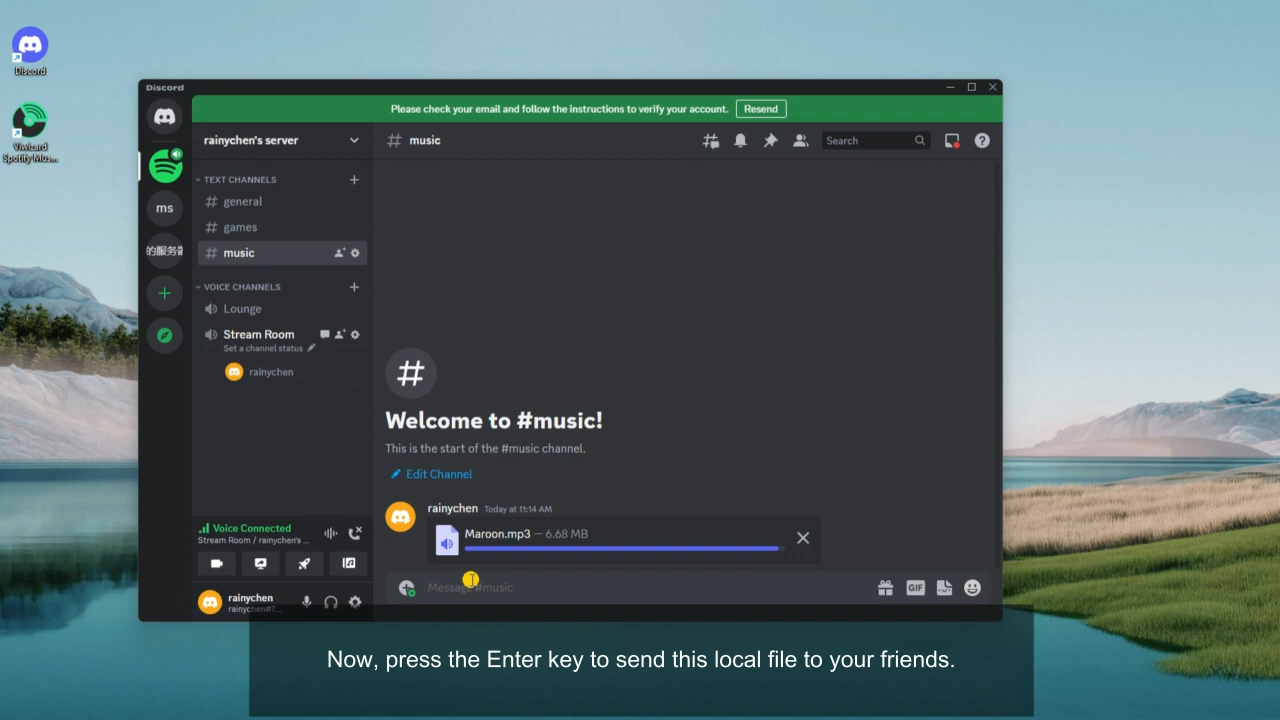 Discord
Viwizard
Spotify Mus...
Discord
Please check your email and follow the instructions to verify your account.
Resend
rainychen's server
music
Search
TEXT CHANNELS
general
games
music
ms
的服务器
VOICE CHANNELS
Lounge
Stream Room
Set a channel status
rainychen
Welcome to #music!
This is the start of the #music channel.
Edit Channel
rainychen Today at 11:14 AM
Maroon.mp3 — 6.68 MB
Message #music
GIF
Voice Connected
Stream Room / rainychen's ...
rainychen
rainychen#7...
Now, press the Enter key to send this local file to your friends.